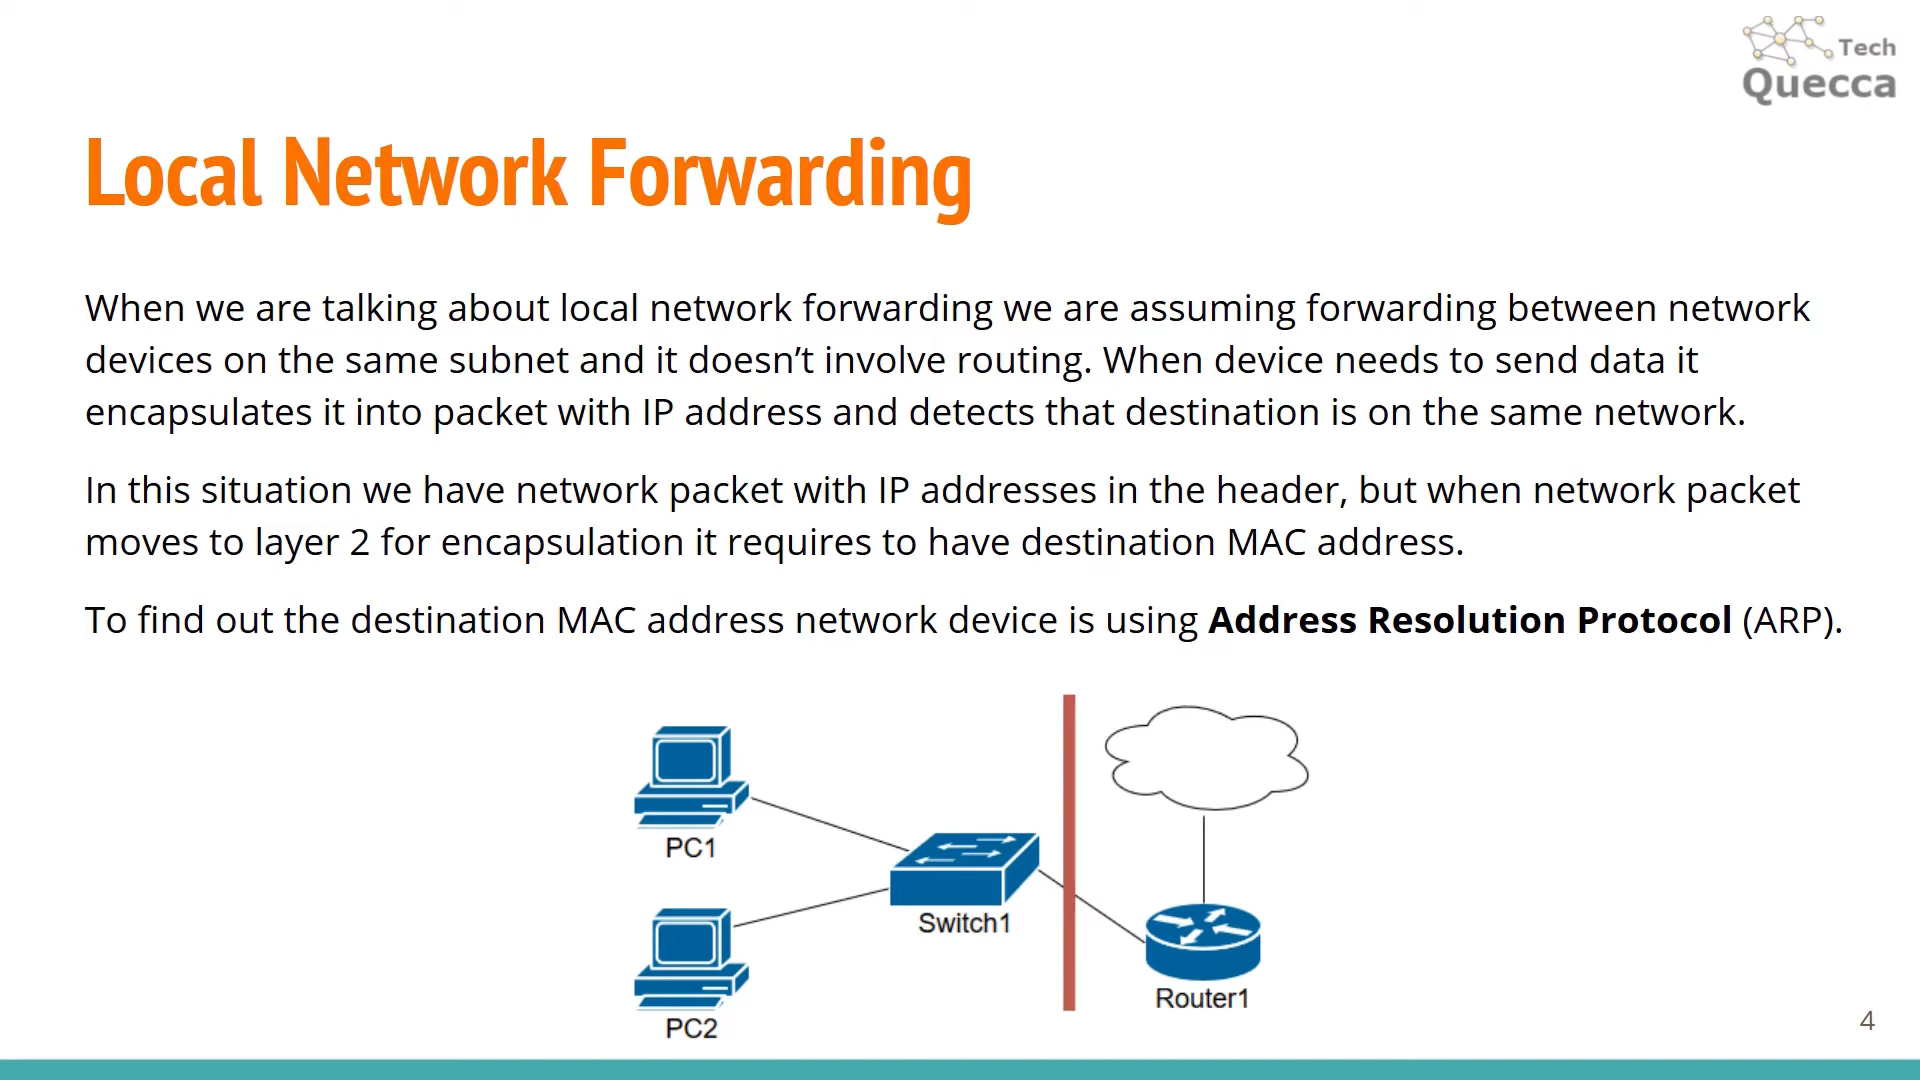 Tech
Quecca
Local Network Forwarding
When we are talking about local network forwarding we are assuming forwarding between network
devices on the same subnet and it doesn’t involve routing. When device needs to send data it
encapsulates it into packet with IP address and detects that destination is on the same network.
In this situation we have network packet with IP addresses in the header, but when network packet
moves to layer 2 for encapsulation it requires to have destination MAC address.
To find out the destination MAC address network device is using Address Resolution Protocol (ARP).
PC1
Switch1
Router1
PC2
4